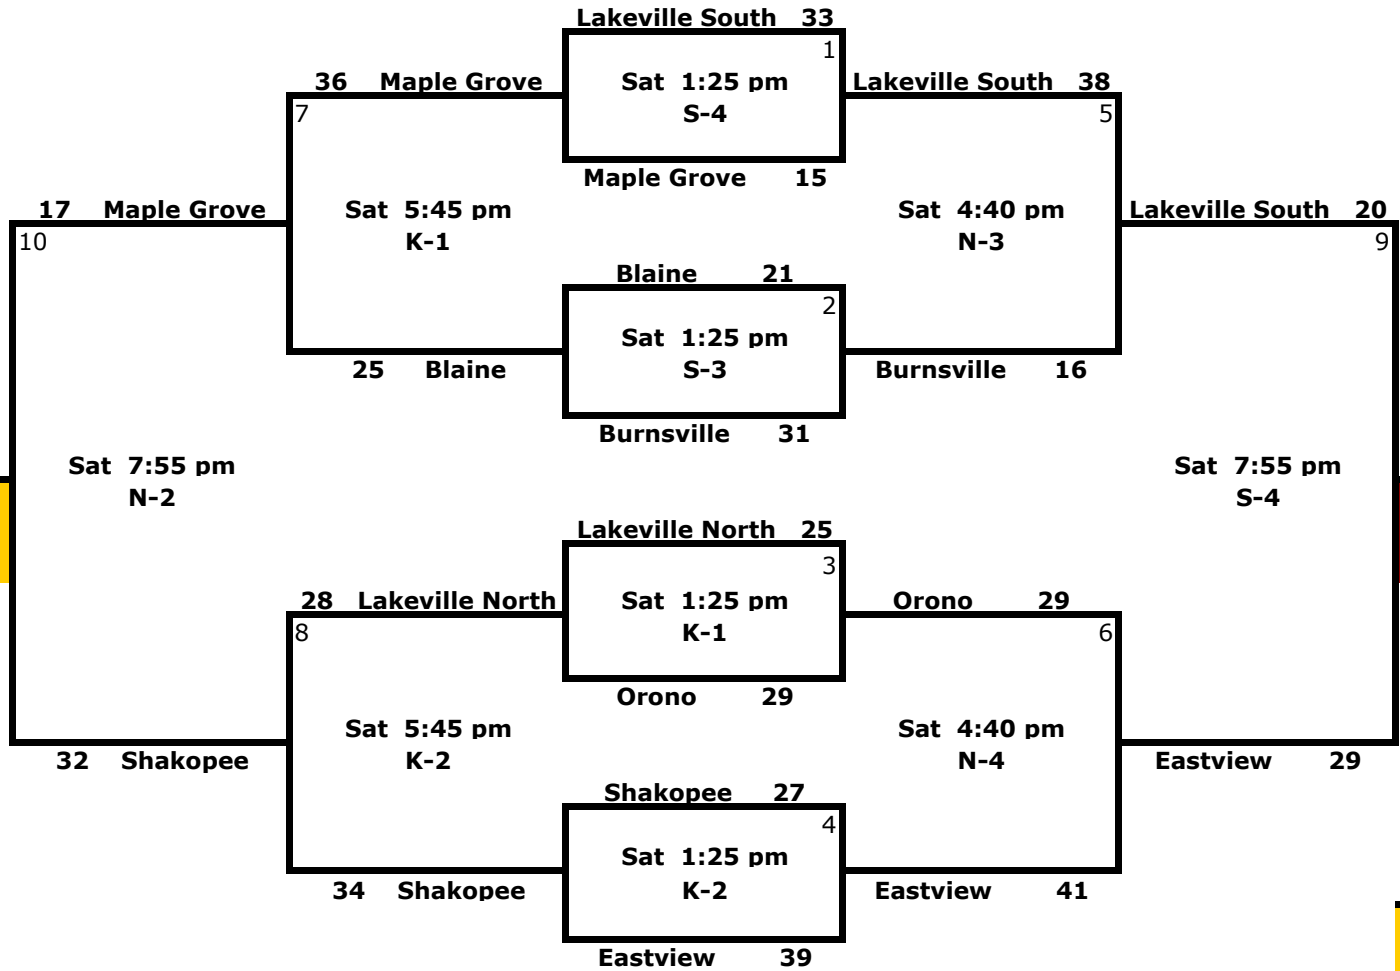 Lakeville South 33
1
36 Maple Grove
Sat 1:25 pm
Lakeville South 38
7
S-4
5
Maple Grove 15
17 Maple Grove
Sat 5:45 pm
Sat 4:40 pm
Lakeville South 20
10
K-1
N-3
9
Blaine 21
2
Sat 1:25 pm
25 Blaine
S-3
Burnsville 16
Burnsville 31
Sat 7:55 pm
Sat 7:55 pm
N-2
S-4
Lakeville North 25
3
28 Lakeville North
Sat 1:25 pm
Orono 29
8
K-1
6
Orono 29
Sat 5:45 pm
Sat 4:40 pm
32 Shakopee
K-2
N-4
Eastview 29
Shakopee 27
4
Sat 1:25 pm
34 Shakopee
K-2
Eastview 41
Eastview 39